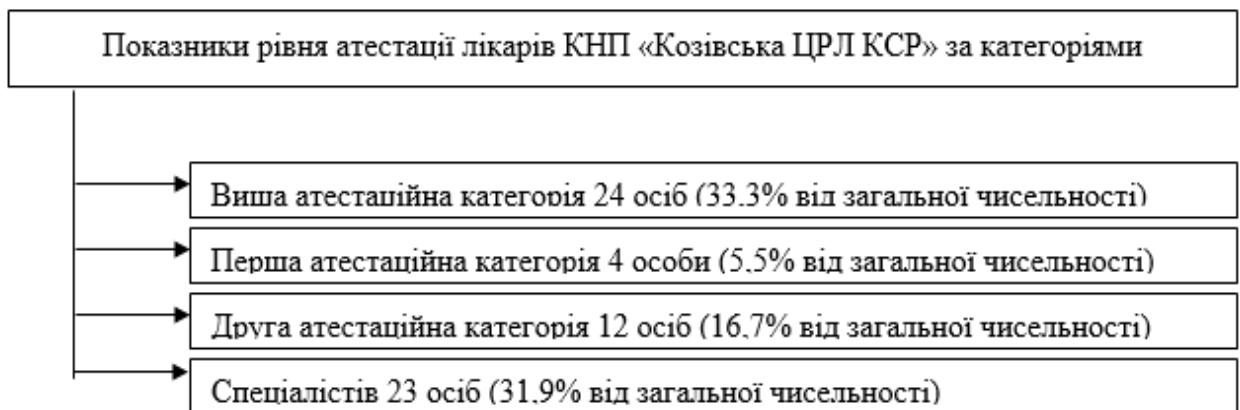 Показники рівня атестації лікарів КНП «Козівська ЦРЛ КСР» за категоріями
Вища атестаційна категорія 24 осіб (33,3% від загальної чисельності)
Перша атестаційна категорія 4 особи (5,5% від загальної чисельності)
Друга атестаційна категорія 12 осіб (16,7% від загальної чисельності)
Спеціалістів 23 осіб (31,9% від загальної чисельності)